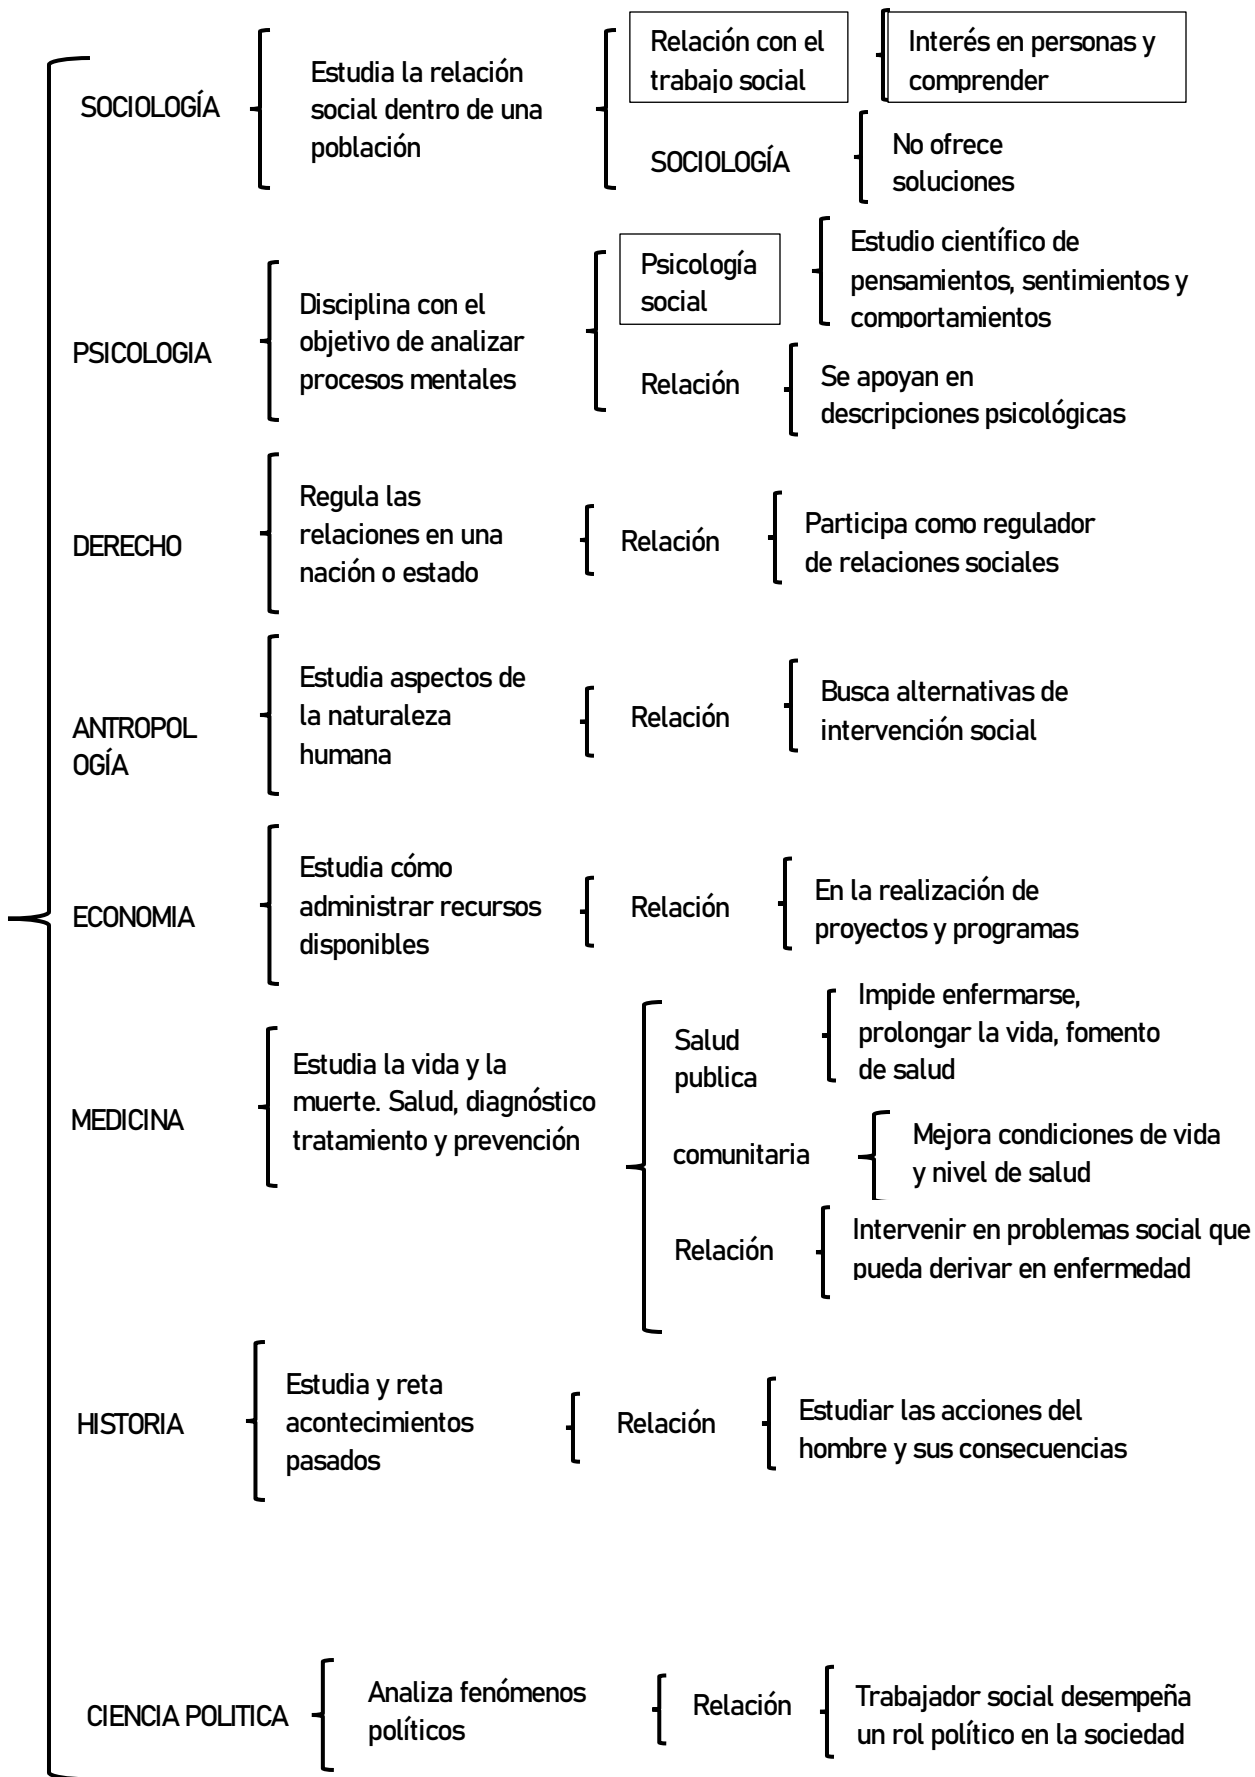 SOCIOLOGÍA
Estudia la relación
social dentro de una
población
Relación con el
trabajo social
Interés en personas y
comprender
SOCIOLOGÍA
No ofrece
soluciones
PSICOLOGIA
Disciplina con el
objetivo de analizar
procesos mentales
Psicología
social
Estudio científico de
pensamientos, sentimientos y
comportamientos
Relación
Se apoyan en
descripciones psicológicas
DERECHO
Regula las
relaciones en una
nación o estado
Relación
Participa como regulador
de relaciones sociales
ANTROPOL
OGÍA
Estudia aspectos de
la naturaleza
humana
Relación
Busca alternativas de
intervención social
ECONOMIA
Estudia cómo
administrar recursos
disponibles
Relación
En la realización de
proyectos y programas
MEDICINA
Estudia la vida y la
muerte. Salud, diagnóstico
tratamiento y prevención
Salud
publica
Impide enfermarse,
prolongar la vida, fomento
de salud
comunitaria
Mejora condiciones de vida
y nivel de salud
Relación
Intervenir en problemas social que
pueda derivar en enfermedad
HISTORIA
Estudia y reta
acontecimientos
pasados
Relación
Estudiar las acciones del
hombre y sus consecuencias
CIENCIA POLITICA
Analiza fenómenos
políticos
Relación
Trabajador social desempeña
un rol político en la sociedad